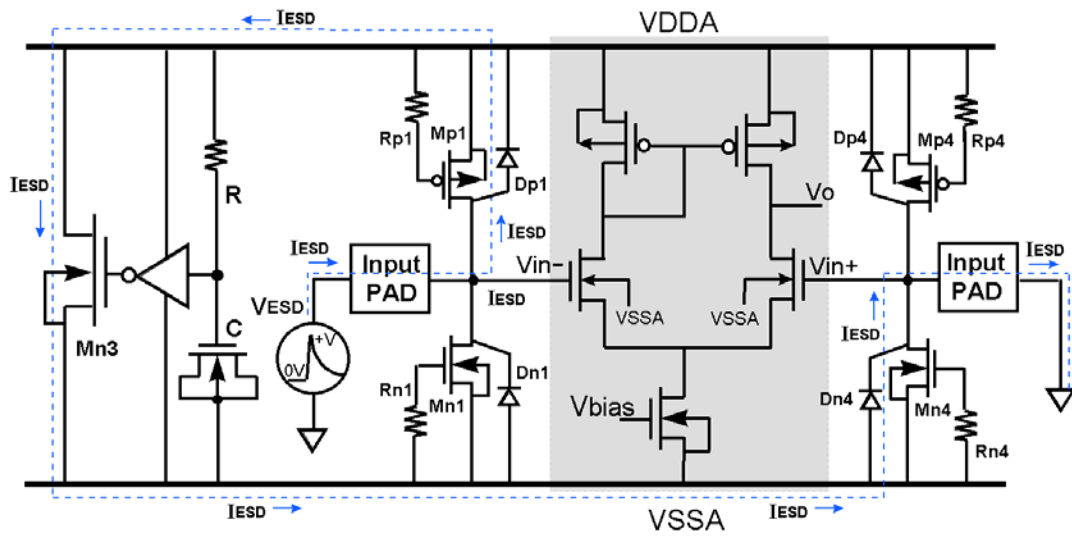 IESD
VDDA
Rp1
Mp1
Dp1
Dp4
Mp4
Rp4
IESD
R
IESD
IESD
Vo
Input
PAD
Vin−
Vin+
Input
PAD
IESD
VESD
IESD
VSSA
VSSA
IESD
Mn3
C
0V
+V
Rn1
Mn1
Dn1
Vbias
Dn4
Mn4
Rn4
IESD
VSSA
IESD